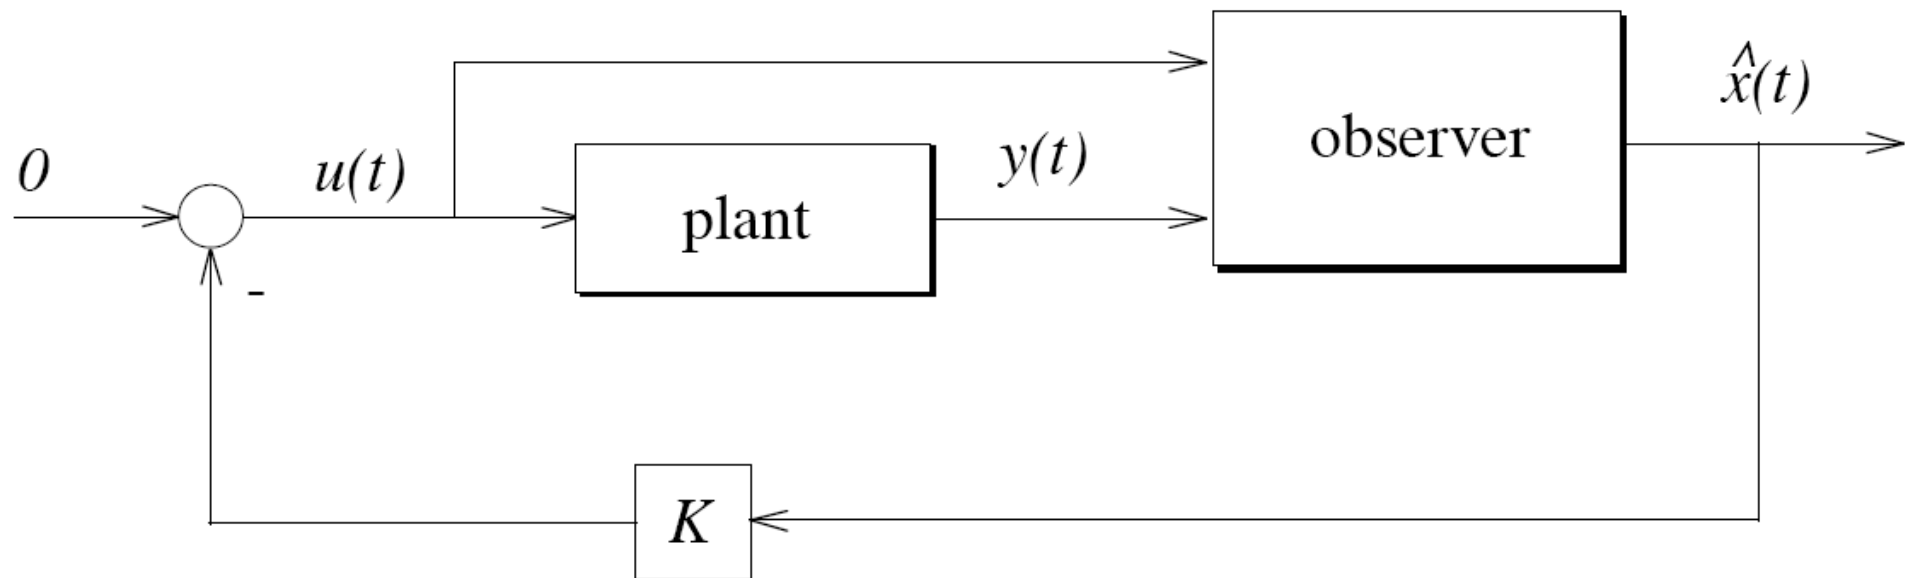 x̂(t)
observer
0
u(t)
y(t)
plant
-
K